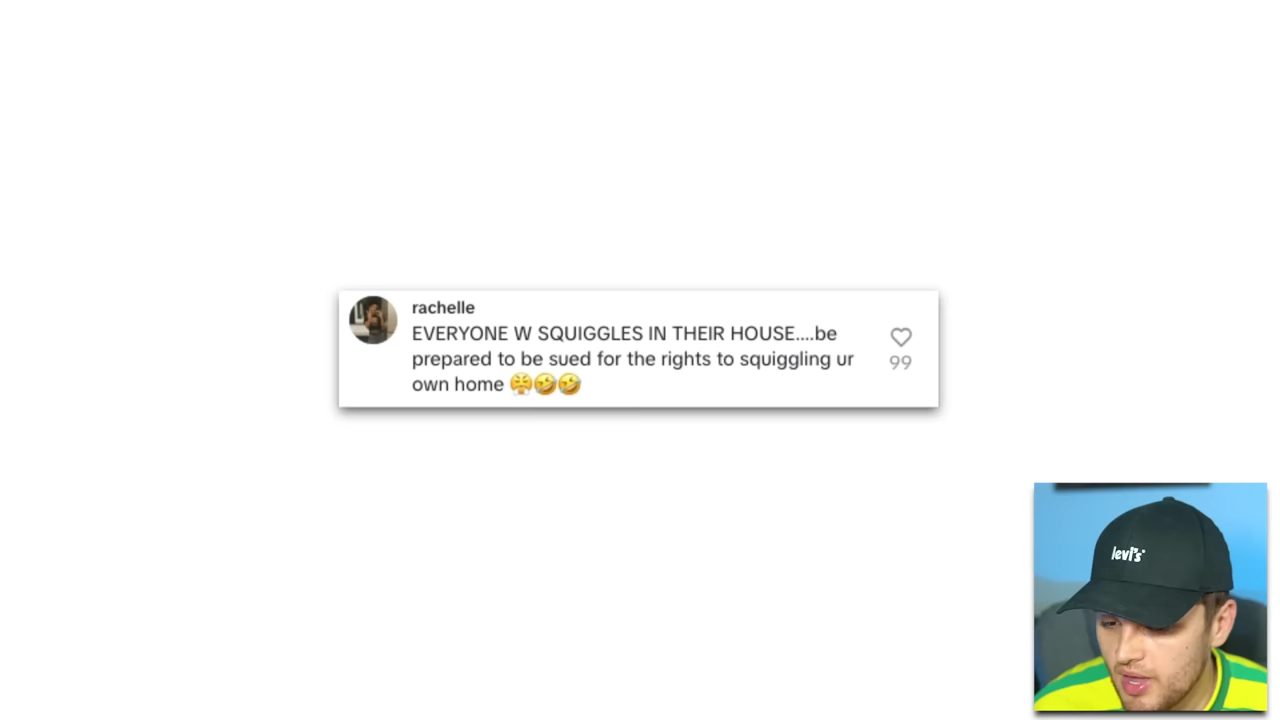 rachelle
EVERYONE W SQUIGGLES IN THEIR HOUSE....be
prepared to be sued for the rights to squiggling ur
own home 😤🤣🤣
99
levi's